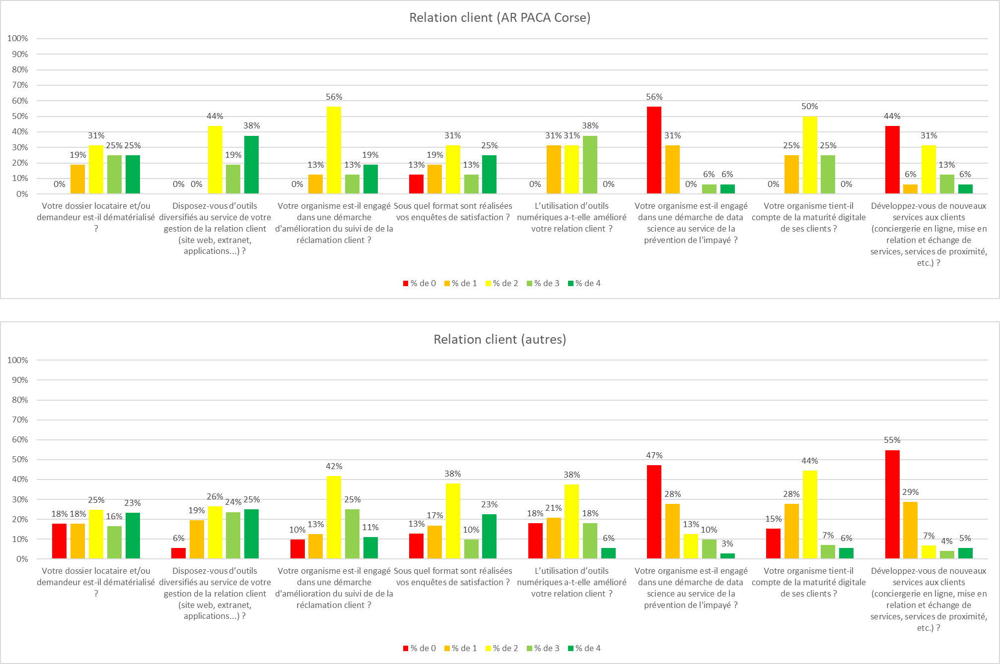 Relation client (AR PACA Corse)
100%
90%
80%
70%
60%
50%
40%
30%
20%
10%
0%
0% 19% 31% 25% 25%
0% 0% 44% 19% 38%
0% 13% 56% 13% 19%
13% 19% 31% 13% 25%
0% 31% 31% 38% 0%
56% 31% 0% 6% 6%
0% 25% 50% 25% 0%
44% 6% 31% 13% 6%
Votre dossier locataire et/ou
demandeur est-il dématérialisé
?
Disposez-vous d’outils
diversifiés au service de votre
gestion de la relation client
(site web, extranet,
applications...) ?
Votre organisme est-il engagé
dans une démarche
d'amélioration du suivi de de la
réclamation client ?
Sous quel format sont réalisées
vos enquêtes de satisfaction ?
L’utilisation d’outils
numériques a-t-elle amélioré
votre relation client ?
Votre organisme est-il engagé
dans une démarche de data
science au service de la
prévention de l'impayé ?
Votre organisme tient-il
compte de la maturité digitale
de ses clients ?
Développez-vous de nouveaux
services aux clients
(conciergerie en ligne, mise en
relation et échange de
services, services de proximité,
etc.) ?
% de 0 % de 1 % de 2 % de 3 % de 4
Relation client (autres)
100%
90%
80%
70%
60%
50%
40%
30%
20%
10%
0%
18% 18% 25% 16% 23%
6% 19% 26% 24% 25%
10% 13% 42% 25% 11%
13% 17% 38% 10% 23%
18% 21% 38% 18% 6%
47% 28% 13% 10% 3%
15% 28% 44% 7% 6%
55% 29% 7% 4% 5%
Votre dossier locataire et/ou
demandeur est-il dématérialisé
?
Disposez-vous d’outils
diversifiés au service de votre
gestion de la relation client
(site web, extranet,
applications...) ?
Votre organisme est-il engagé
dans une démarche
d'amélioration du suivi de de la
réclamation client ?
Sous quel format sont réalisées
vos enquêtes de satisfaction ?
L’utilisation d’outils
numériques a-t-elle amélioré
votre relation client ?
Votre organisme est-il engagé
dans une démarche de data
science au service de la
prévention de l'impayé ?
Votre organisme tient-il
compte de la maturité digitale
de ses clients ?
Développez-vous de nouveaux
services aux clients
(conciergerie en ligne, mise en
relation et échange de
services, services de proximité,
etc.) ?
% de 0 % de 1 % de 2 % de 3 % de 4